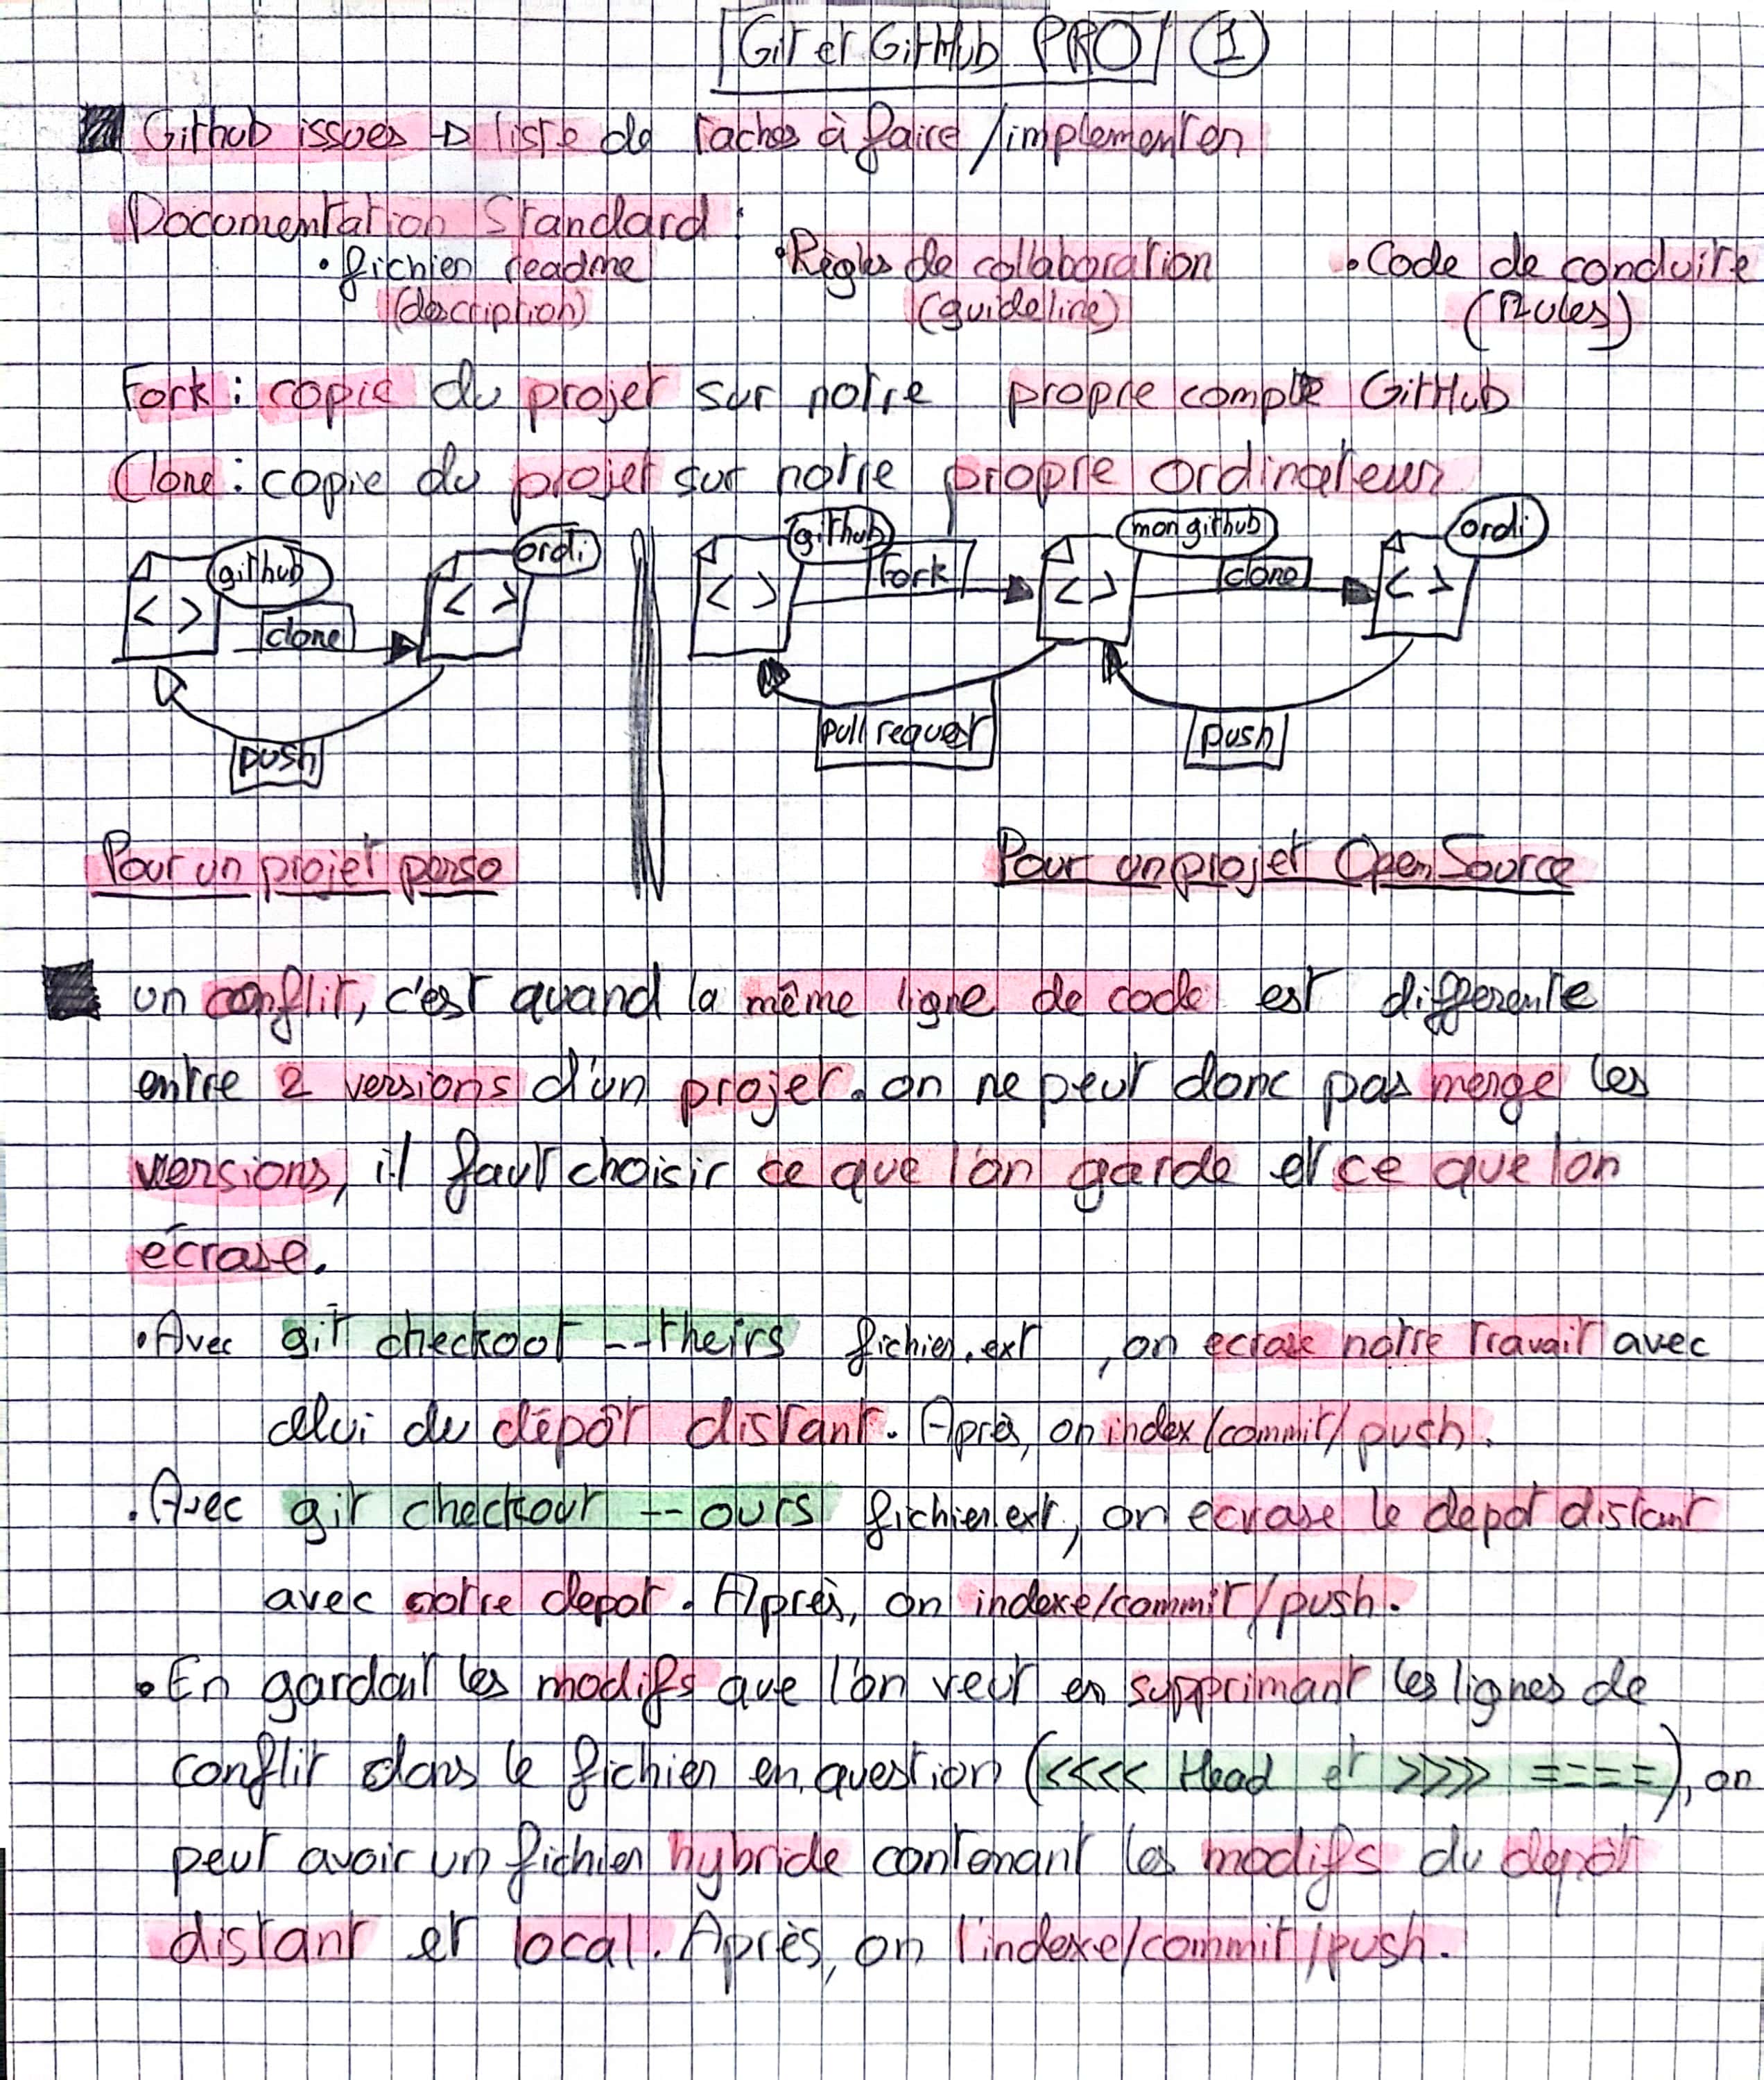 Git et GitHub PRO 1
Github issues → liste de taches à faire/implementer
Documentation Standard :
• fichier readme • Règles de collaboration • Code de conduite
(description) (guideline) (Rules)
Fork : copie du projet sur notre propre compte GitHub
Clone : copie du projet sur notre propre ordinateur
github ordi github mon github ordi
< > < > < > < > < >
clone fork clone
push pull request push
Pour un projet perso Pour un projet Open Source
un conflit, c'est quand la même ligne de code est differente
entre 2 versions d'un projet. on ne peut donc pas merge les
versions, il faut choisir ce que l'on garde et ce que l'on
écrase.
• Avec git checkout --theirs fichier.ext , on ecrase notre travail avec
celui du dépôt distant. Après, on index/commit/push.
• Avec git checkout --ours fichier.ext, on ecrase le depot distant
avec notre depot. Après, on indexe/commit/push.
• En gardant les modifs que l'on veut en supprimant les lignes de
conflit dans le fichier en question (<<<< Head et >>>> ====), on
peut avoir un fichier hybride contenant les modifs du depôt
distant et local. Après, on l'indexe/commit/push.